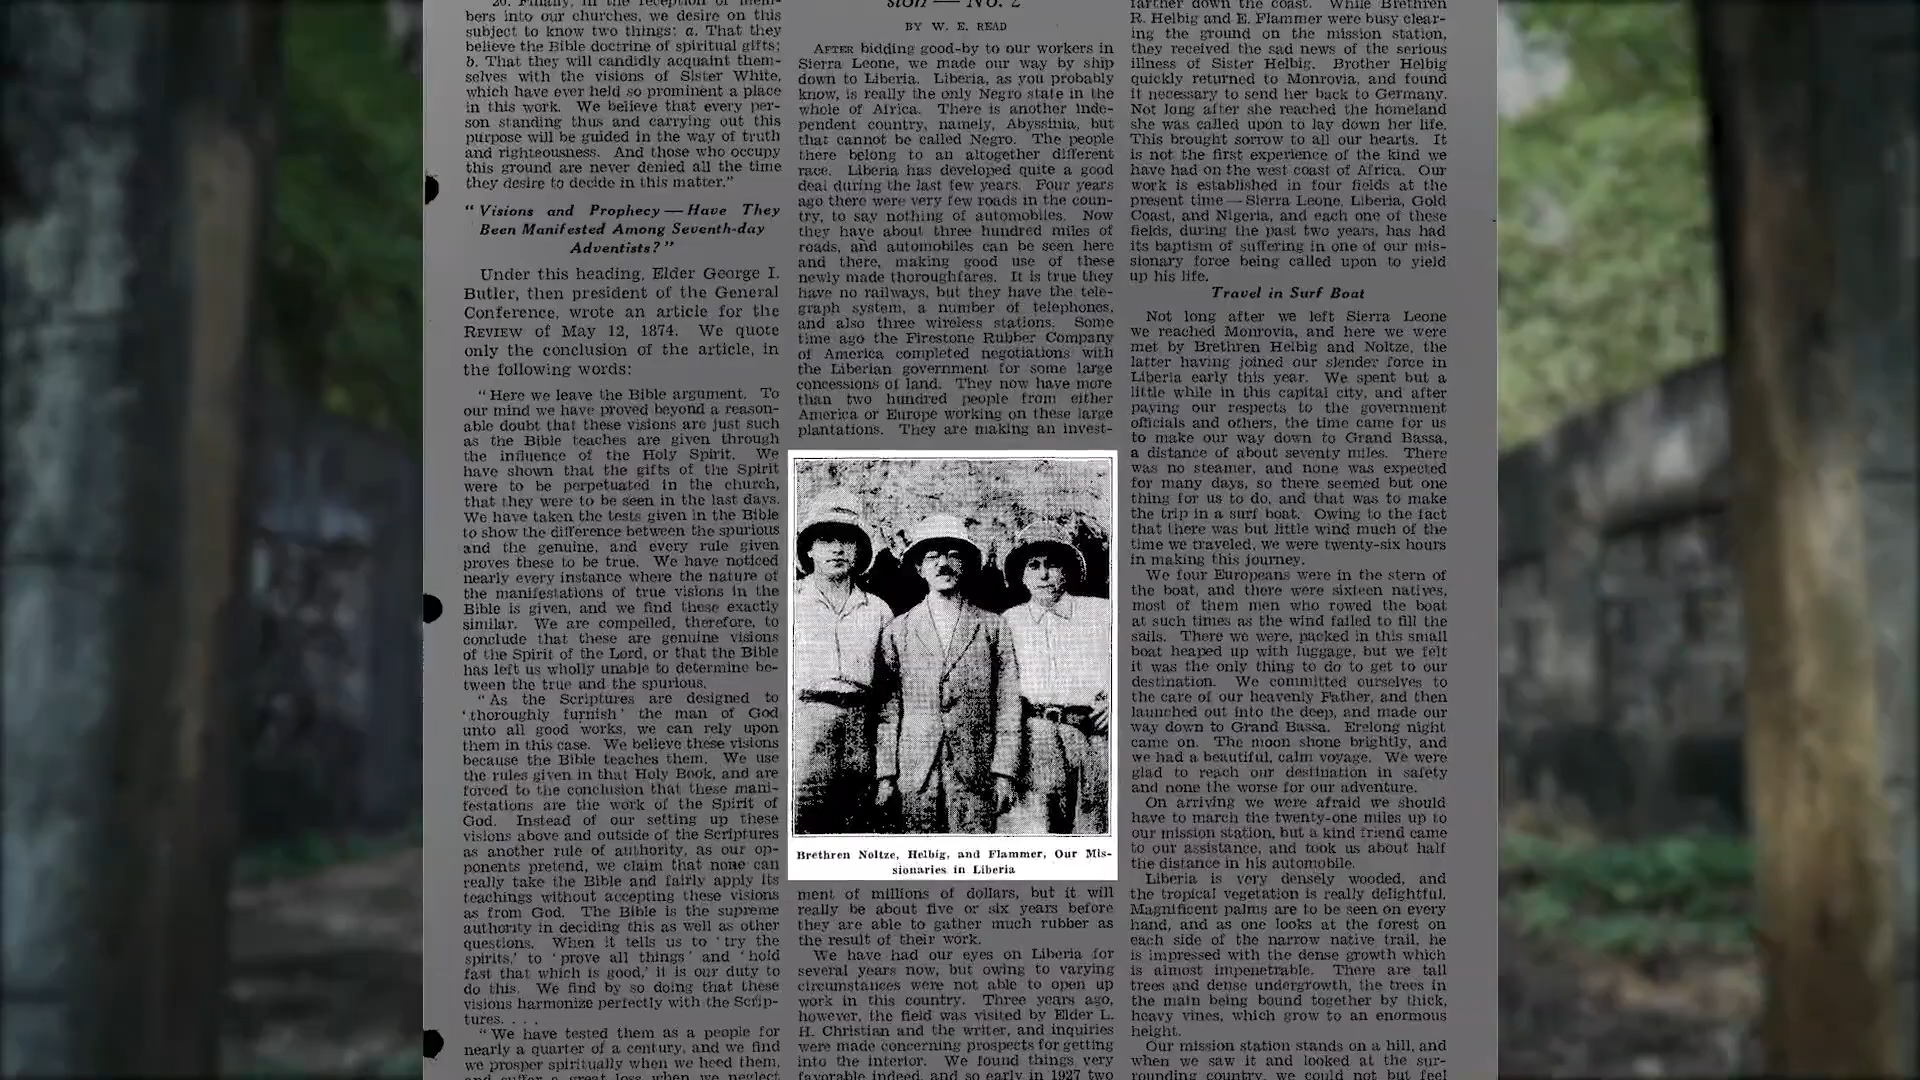 20. Finally, in the reception of mem-
bers into our churches, we desire on this
subject to know two things: a. That they
believe the Bible doctrine of spiritual gifts;
b. That they will candidly acquaint them-
selves with the visions of Sister White,
which have ever held so prominent a place
in this work. We believe that every per-
son standing thus and carrying out this
purpose will be guided in the way of truth
and righteousness. And those who occupy
this ground are never denied all the time
they desire to decide in this matter."
" Visions and Prophecy — Have They
Been Manifested Among Seventh-day
Adventists? "
Under this heading, Elder George I.
Butler, then president of the General
Conference, wrote an article for the
REVIEW of May 12, 1874. We quote
only the conclusion of the article, in
the following words:
" Here we leave the Bible argument. To
our mind we have proved beyond a reason-
able doubt that these visions are just such
as the Bible teaches are given through
the influence of the Holy Spirit. We
have shown that the gifts of the Spirit
were to be perpetuated in the church,
that they were to be seen in the last days.
We have taken the tests given in the Bible
to show the difference between the spurious
and the genuine, and every rule given
proves these to be true. We have noticed
nearly every instance where the nature of
the manifestations of true visions in the
Bible is given, and we find these exactly
similar. We are compelled, therefore, to
conclude that these are genuine visions
of the Spirit of the Lord, or that the Bible
has left us wholly unable to determine be-
tween the true and the spurious.
" As the Scriptures are designed to
' thoroughly furnish ' the man of God
unto all good works, we can rely upon
them in this case. We believe these visions
because the Bible teaches them. We use
the rules given in that Holy Book, and are
forced to the conclusion that these mani-
festations are the work of the Spirit of
God. Instead of our setting up these
visions above and outside of the Scriptures
as another rule of authority, as our op-
ponents pretend, we claim that none can
really take the Bible and fairly apply its
teachings without accepting these visions
as from God. The Bible is the supreme
authority in deciding this as well as other
questions. When it tells us to ' try the
spirits,' to ' prove all things ' and ' hold
fast that which is good,' it is our duty to
do this. We find by so doing that these
visions harmonize perfectly with the Scrip-
tures. . . .
" We have tested them as a people for
nearly a quarter of a century, and we find
we prosper spiritually when we heed them,
and suffer a great loss when we neglect
sion — No. 2
BY W. E. READ
AFTER bidding good-by to our workers in
Sierra Leone, we made our way by ship
down to Liberia. Liberia, as you probably
know, is really the only Negro state in the
whole of Africa. There is another inde-
pendent country, namely, Abyssinia, but
that cannot be called Negro. The people
there belong to an altogether different
race. Liberia has developed quite a good
deal during the last few years. Four years
ago there were very few roads in the coun-
try, to say nothing of automobiles. Now
they have about three hundred miles of
roads, and automobiles can be seen here
and there, making good use of these
newly made thoroughfares. It is true they
have no railways, but they have the tele-
graph system, a number of telephones,
and also three wireless stations. Some
time ago the Firestone Rubber Company
of America completed negotiations with
the Liberian government for some large
concessions of land. They now have more
than two hundred people from either
America or Europe working on these large
plantations. They are making an invest-
Brethren Noltze, Helbig, and Flammer, Our Mis-
sionaries in Liberia
ment of millions of dollars, but it will
really be about five or six years before
they are able to gather much rubber as
the result of their work.
We have had our eyes on Liberia for
several years now, but owing to varying
circumstances were not able to open up
work in this country. Three years ago,
however, the field was visited by Elder L.
H. Christian and the writer, and inquiries
were made concerning prospects for getting
into the interior. We found things very
favorable indeed, and so early in 1927 two
farther down the coast. While Brethren
R. Helbig and E. Flammer were busy clear-
ing the ground on the mission station,
they received the sad news of the serious
illness of Sister Helbig. Brother Helbig
quickly returned to Monrovia, and found
it necessary to send her back to Germany.
Not long after she reached the homeland
she was called upon to lay down her life.
This brought sorrow to all our hearts. It
is not the first experience of the kind we
have had on the west coast of Africa. Our
work is established in four fields at the
present time — Sierra Leone, Liberia, Gold
Coast, and Nigeria, and each one of these
fields, during the past two years, has had
its baptism of suffering in one of our mis-
sionary force being called upon to yield
up his life.
Travel in Surf Boat
Not long after we left Sierra Leone
we reached Monrovia, and here we were
met by Brethren Helbig and Noltze, the
latter having joined our slender force in
Liberia early this year. We spent but a
little while in this capital city, and after
paying our respects to the government
officials and others, the time came for us
to make our way down to Grand Bassa,
a distance of about seventy miles. There
was no steamer, and none was expected
for many days, so there seemed but one
thing for us to do, and that was to make
the trip in a surf boat. Owing to the fact
that there was but little wind much of the
time we traveled, we were twenty-six hours
in making this journey.
We four Europeans were in the stern of
the boat, and there were sixteen natives,
most of them men who rowed the boat
at such times as the wind failed to fill the
sails. There we were, packed in this small
boat heaped up with luggage, but we felt
it was the only thing to do to get to our
destination. We committed ourselves to
the care of our heavenly Father, and then
launched out into the deep, and made our
way down to Grand Bassa. Erelong night
came on. The moon shone brightly, and
we had a beautiful, calm voyage. We were
glad to reach our destination in safety
and none the worse for our adventure.
On arriving we were afraid we should
have to march the twenty-one miles up to
our mission station, but a kind friend came
to our assistance, and took us about half
the distance in his automobile.
Liberia is very densely wooded, and
the tropical vegetation is really delightful.
Magnificent palms are to be seen on every
hand, and as one looks at the forest on
each side of the narrow native trail, he
is impressed with the dense growth which
is almost impenetrable. There are tall
trees and dense undergrowth, the trees in
the main being bound together by thick,
heavy vines, which grow to an enormous
height.
Our mission station stands on a hill, and
when we saw it and looked at the sur-
rounding country, we could not but feel